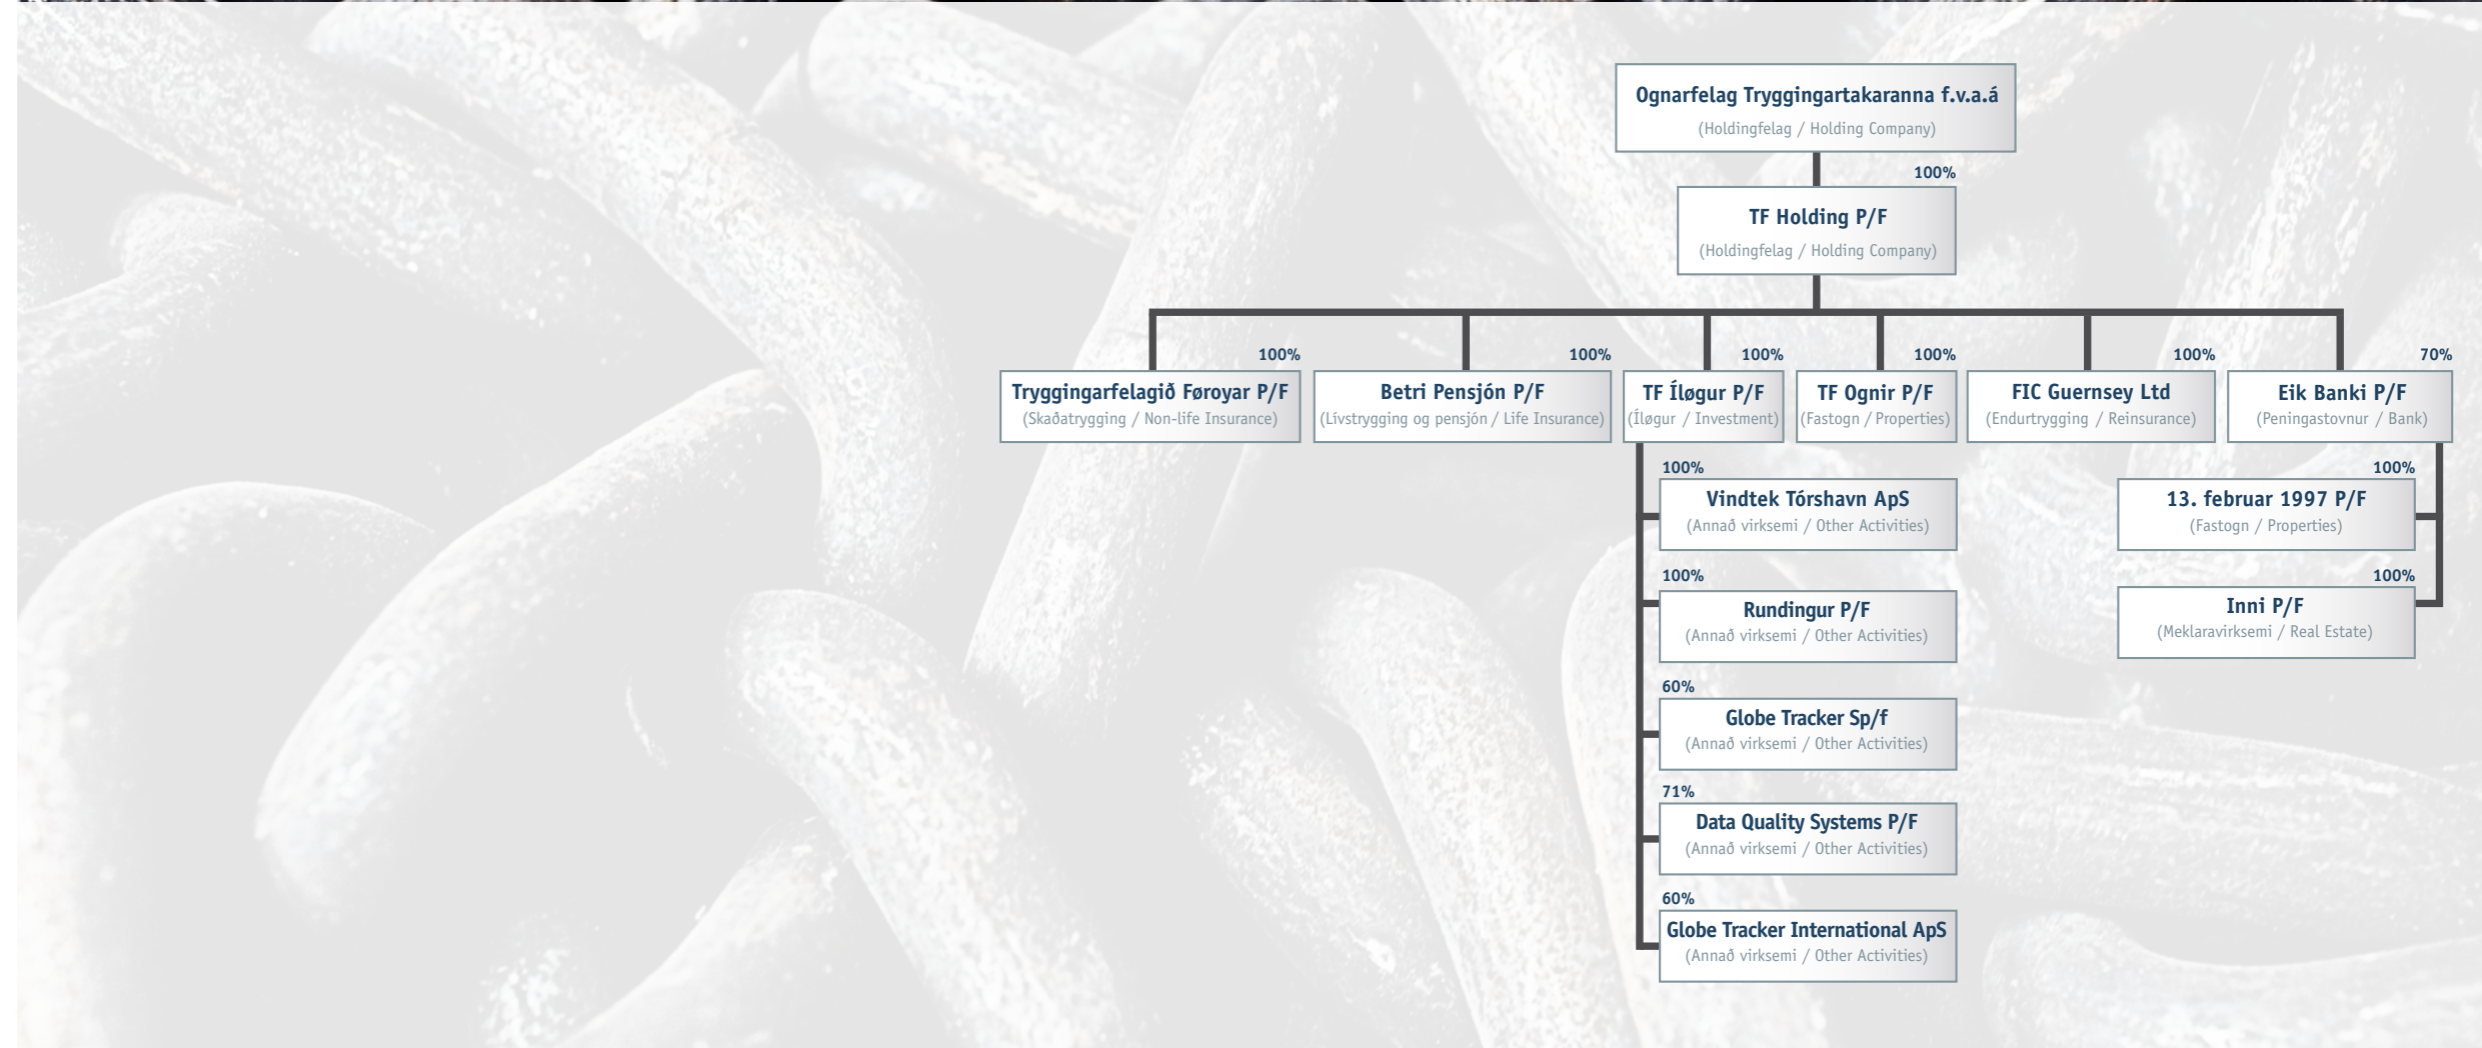 Ognarfelag Tryggingartakaranna f.v.a.á
(Holdingfelag / Holding Company)
100%
TF Holding P/F
(Holdingfelag / Holding Company)
100%
Tryggingarfelagið Føroyar P/F
(Skaðatrygging / Non-life Insurance)
100%
Betri Pensjón P/F
(Lívstrygging og pensjón / Life Insurance)
100%
TF Íløgur P/F
(Íløgur / Investment)
100%
TF Ognir P/F
(Fastogn / Properties)
100%
FIC Guernsey Ltd
(Endurtrygging / Reinsurance)
70%
Eik Banki P/F
(Peningastovnur / Bank)
100%
Vindtek Tórshavn ApS
(Annað virksemi / Other Activities)
100%
Rundingur P/F
(Annað virksemi / Other Activities)
60%
Globe Tracker Sp/f
(Annað virksemi / Other Activities)
71%
Data Quality Systems P/F
(Annað virksemi / Other Activities)
60%
Globe Tracker International ApS
(Annað virksemi / Other Activities)
100%
13. februar 1997 P/F
(Fastogn / Properties)
100%
Inni P/F
(Meklaravirksemi / Real Estate)